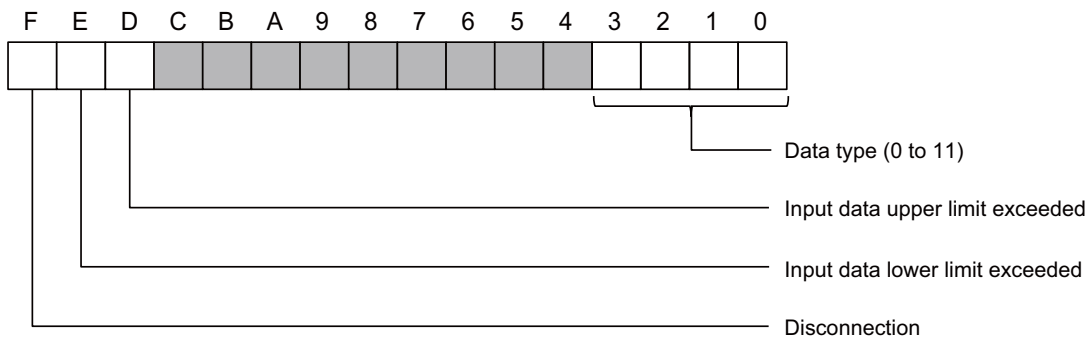 F E D C B A 9 8 7 6 5 4 3 2 1 0
Data type (0 to 11)
Input data upper limit exceeded
Input data lower limit exceeded
Disconnection